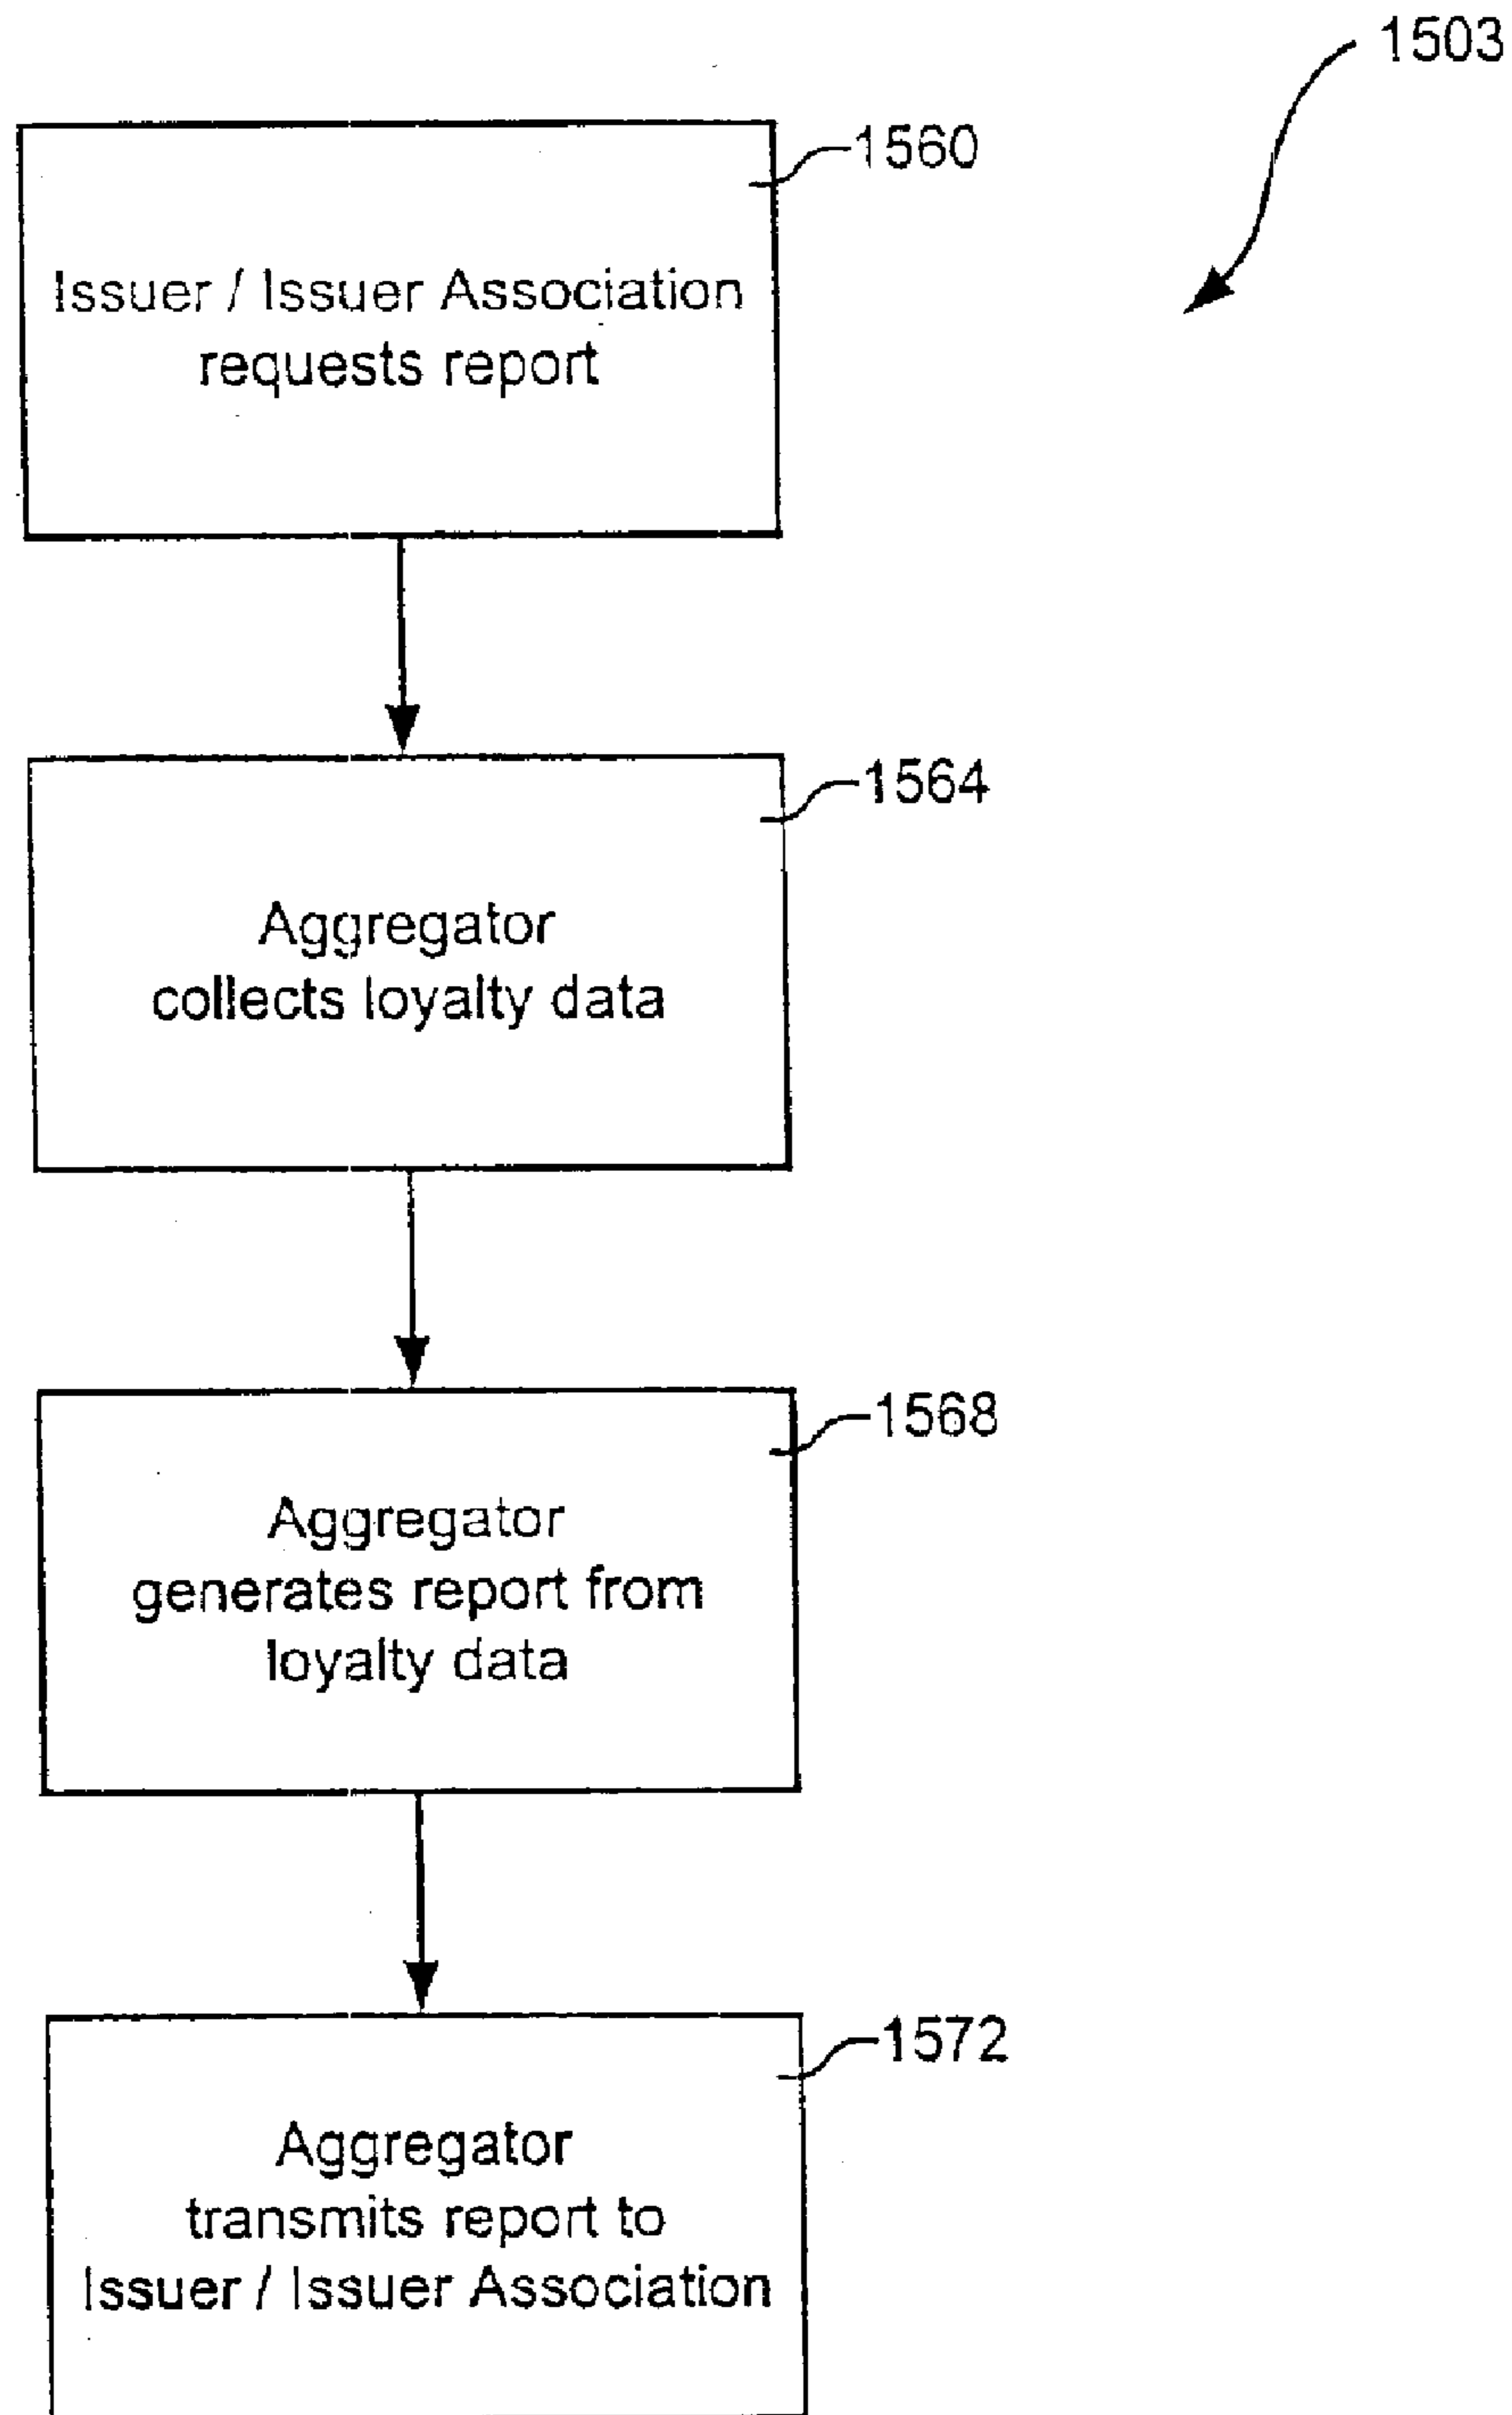 1503
1560
Issuer / Issuer Association
requests report
1564
Aggregator
collects loyalty data
1568
Aggregator
generates report from
loyalty data
1572
Aggregator
transmits report to
Issuer / Issuer Association